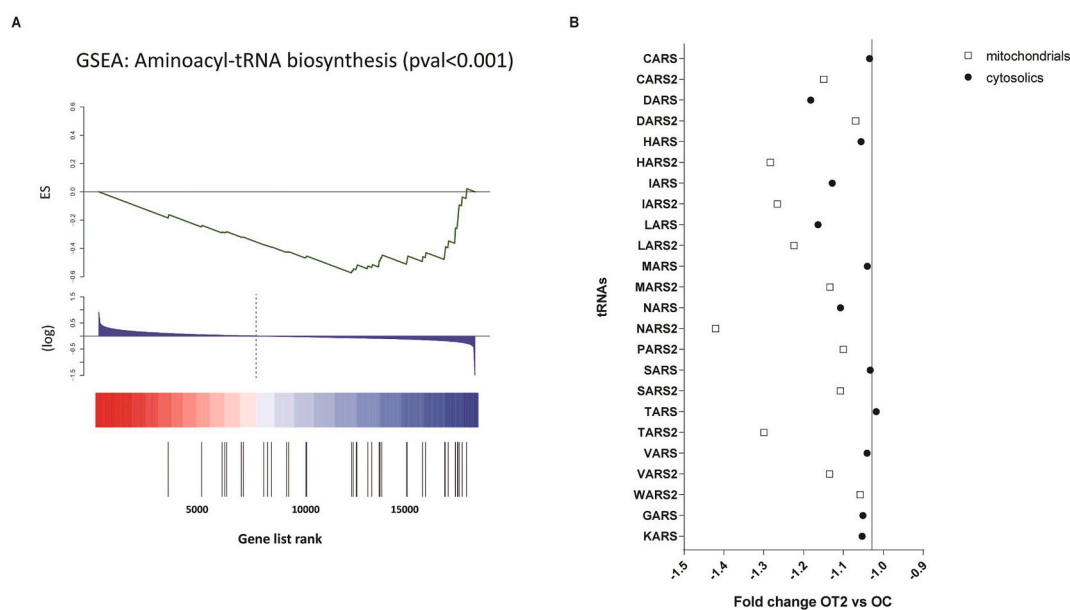 A
B
GSEA: Aminoacyl-tRNA biosynthesis (pval<0.001)
ES
0.6
0.4
0.2
0.0
-0.2
-0.4
-0.6
(log)
1.5
0.5
-0.5
-1.5
5000
10000
15000
Gene list rank
tRNAs
CARS
CARS2
DARS
DARS2
HARS
HARS2
IARS
IARS2
LARS
LARS2
MARS
MARS2
NARS
NARS2
PARS2
SARS
SARS2
TARS
TARS2
VARS
VARS2
WARS2
GARS
KARS
mitochondrials
cytosolics
-1.5
-1.4
-1.3
-1.2
-1.1
-1.0
-0.9
Fold change OT2 vs OC